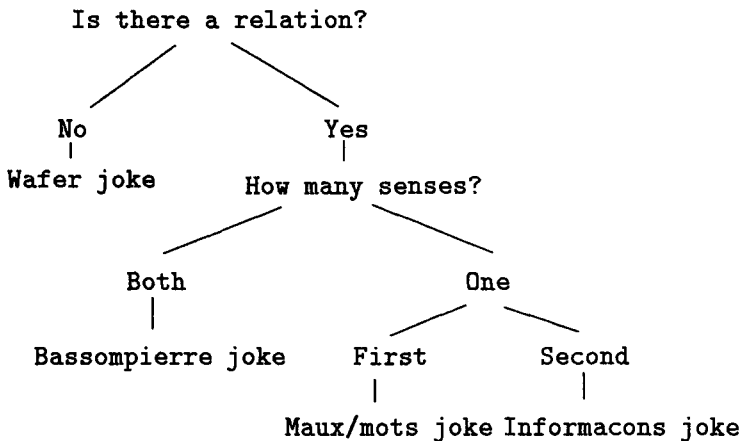 Is there a relation?
No Yes
Wafer joke
How many senses?
Both One
Bassompierre joke First Second
Maux/mots joke Informacons joke